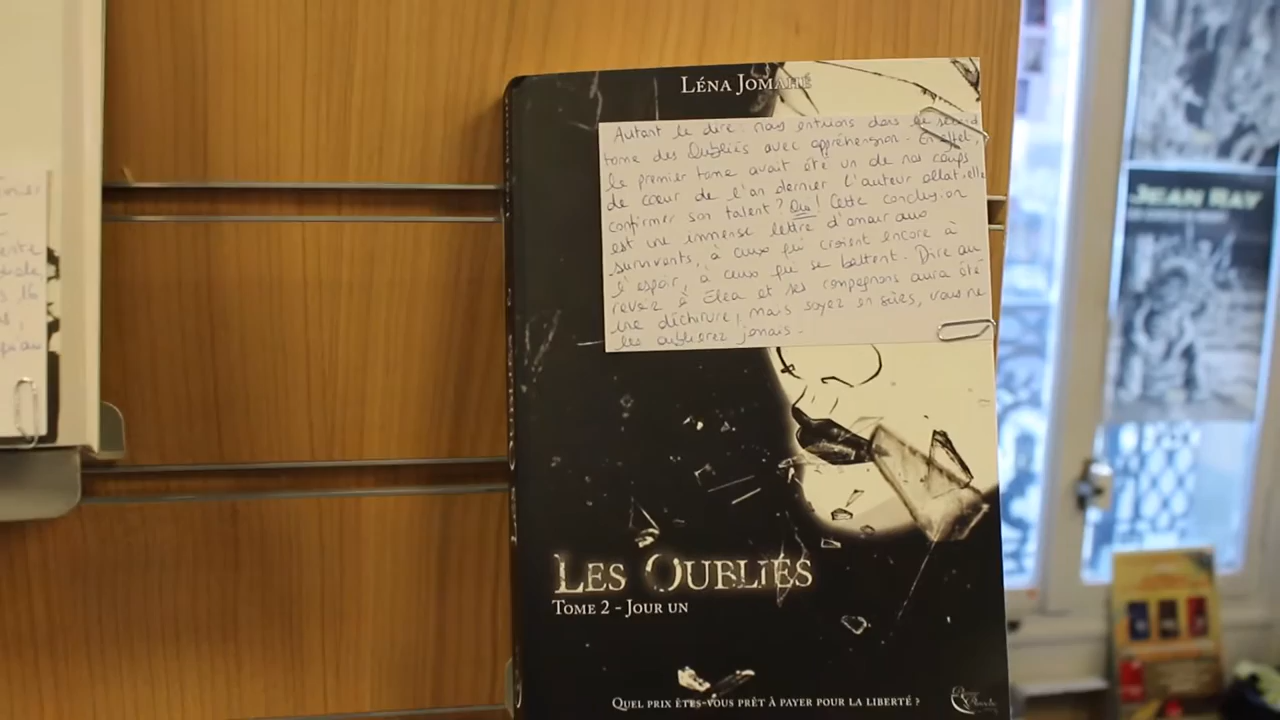 LÉNA JOMAHÉ
Autant le dire, nous entrions dans le second
tome des Oubliés avec appréhension. En effet,
le premier tome avait été un de nos coups
de cœur de l'an dernier. L'auteur allait-elle
confirmer son talent ? Oui ! Cette conclusion
est une immense lettre d'amour aux
survivants, à ceux qui croient encore à
l'espoir, à ceux qui se battent. Dire au
revoir à Elea et ses compagnons aura été
une déchirure, mais soyez en sûrs, vous ne
les oublierez jamais.
LES OUBLIÉS
TOME 2 - JOUR UN
QUEL PRIX ÊTES-VOUS PRÊT À PAYER POUR LA LIBERTÉ ?
JEAN RAY